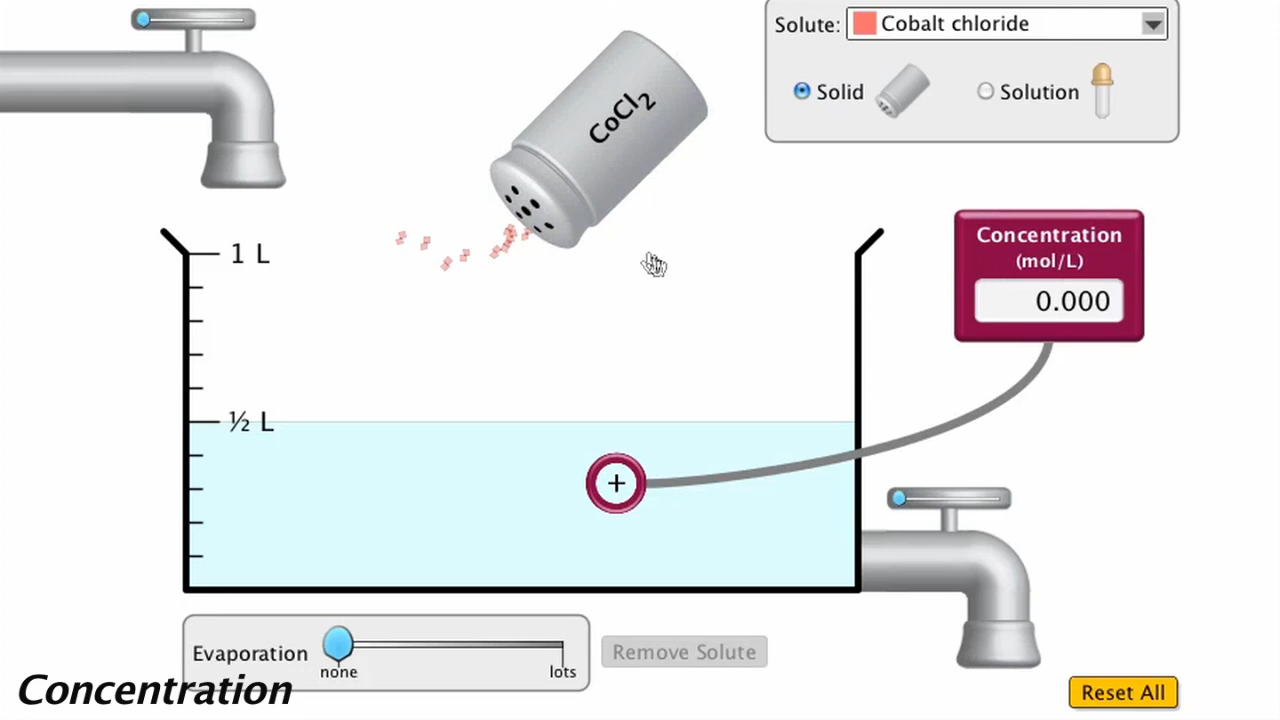 Solute: Cobalt chloride
Solid Solution
CoCl2
Concentration
(mol/L)
0.000
1 L
½ L
+
Evaporation
none lots
Remove Solute
Reset All
Concentration